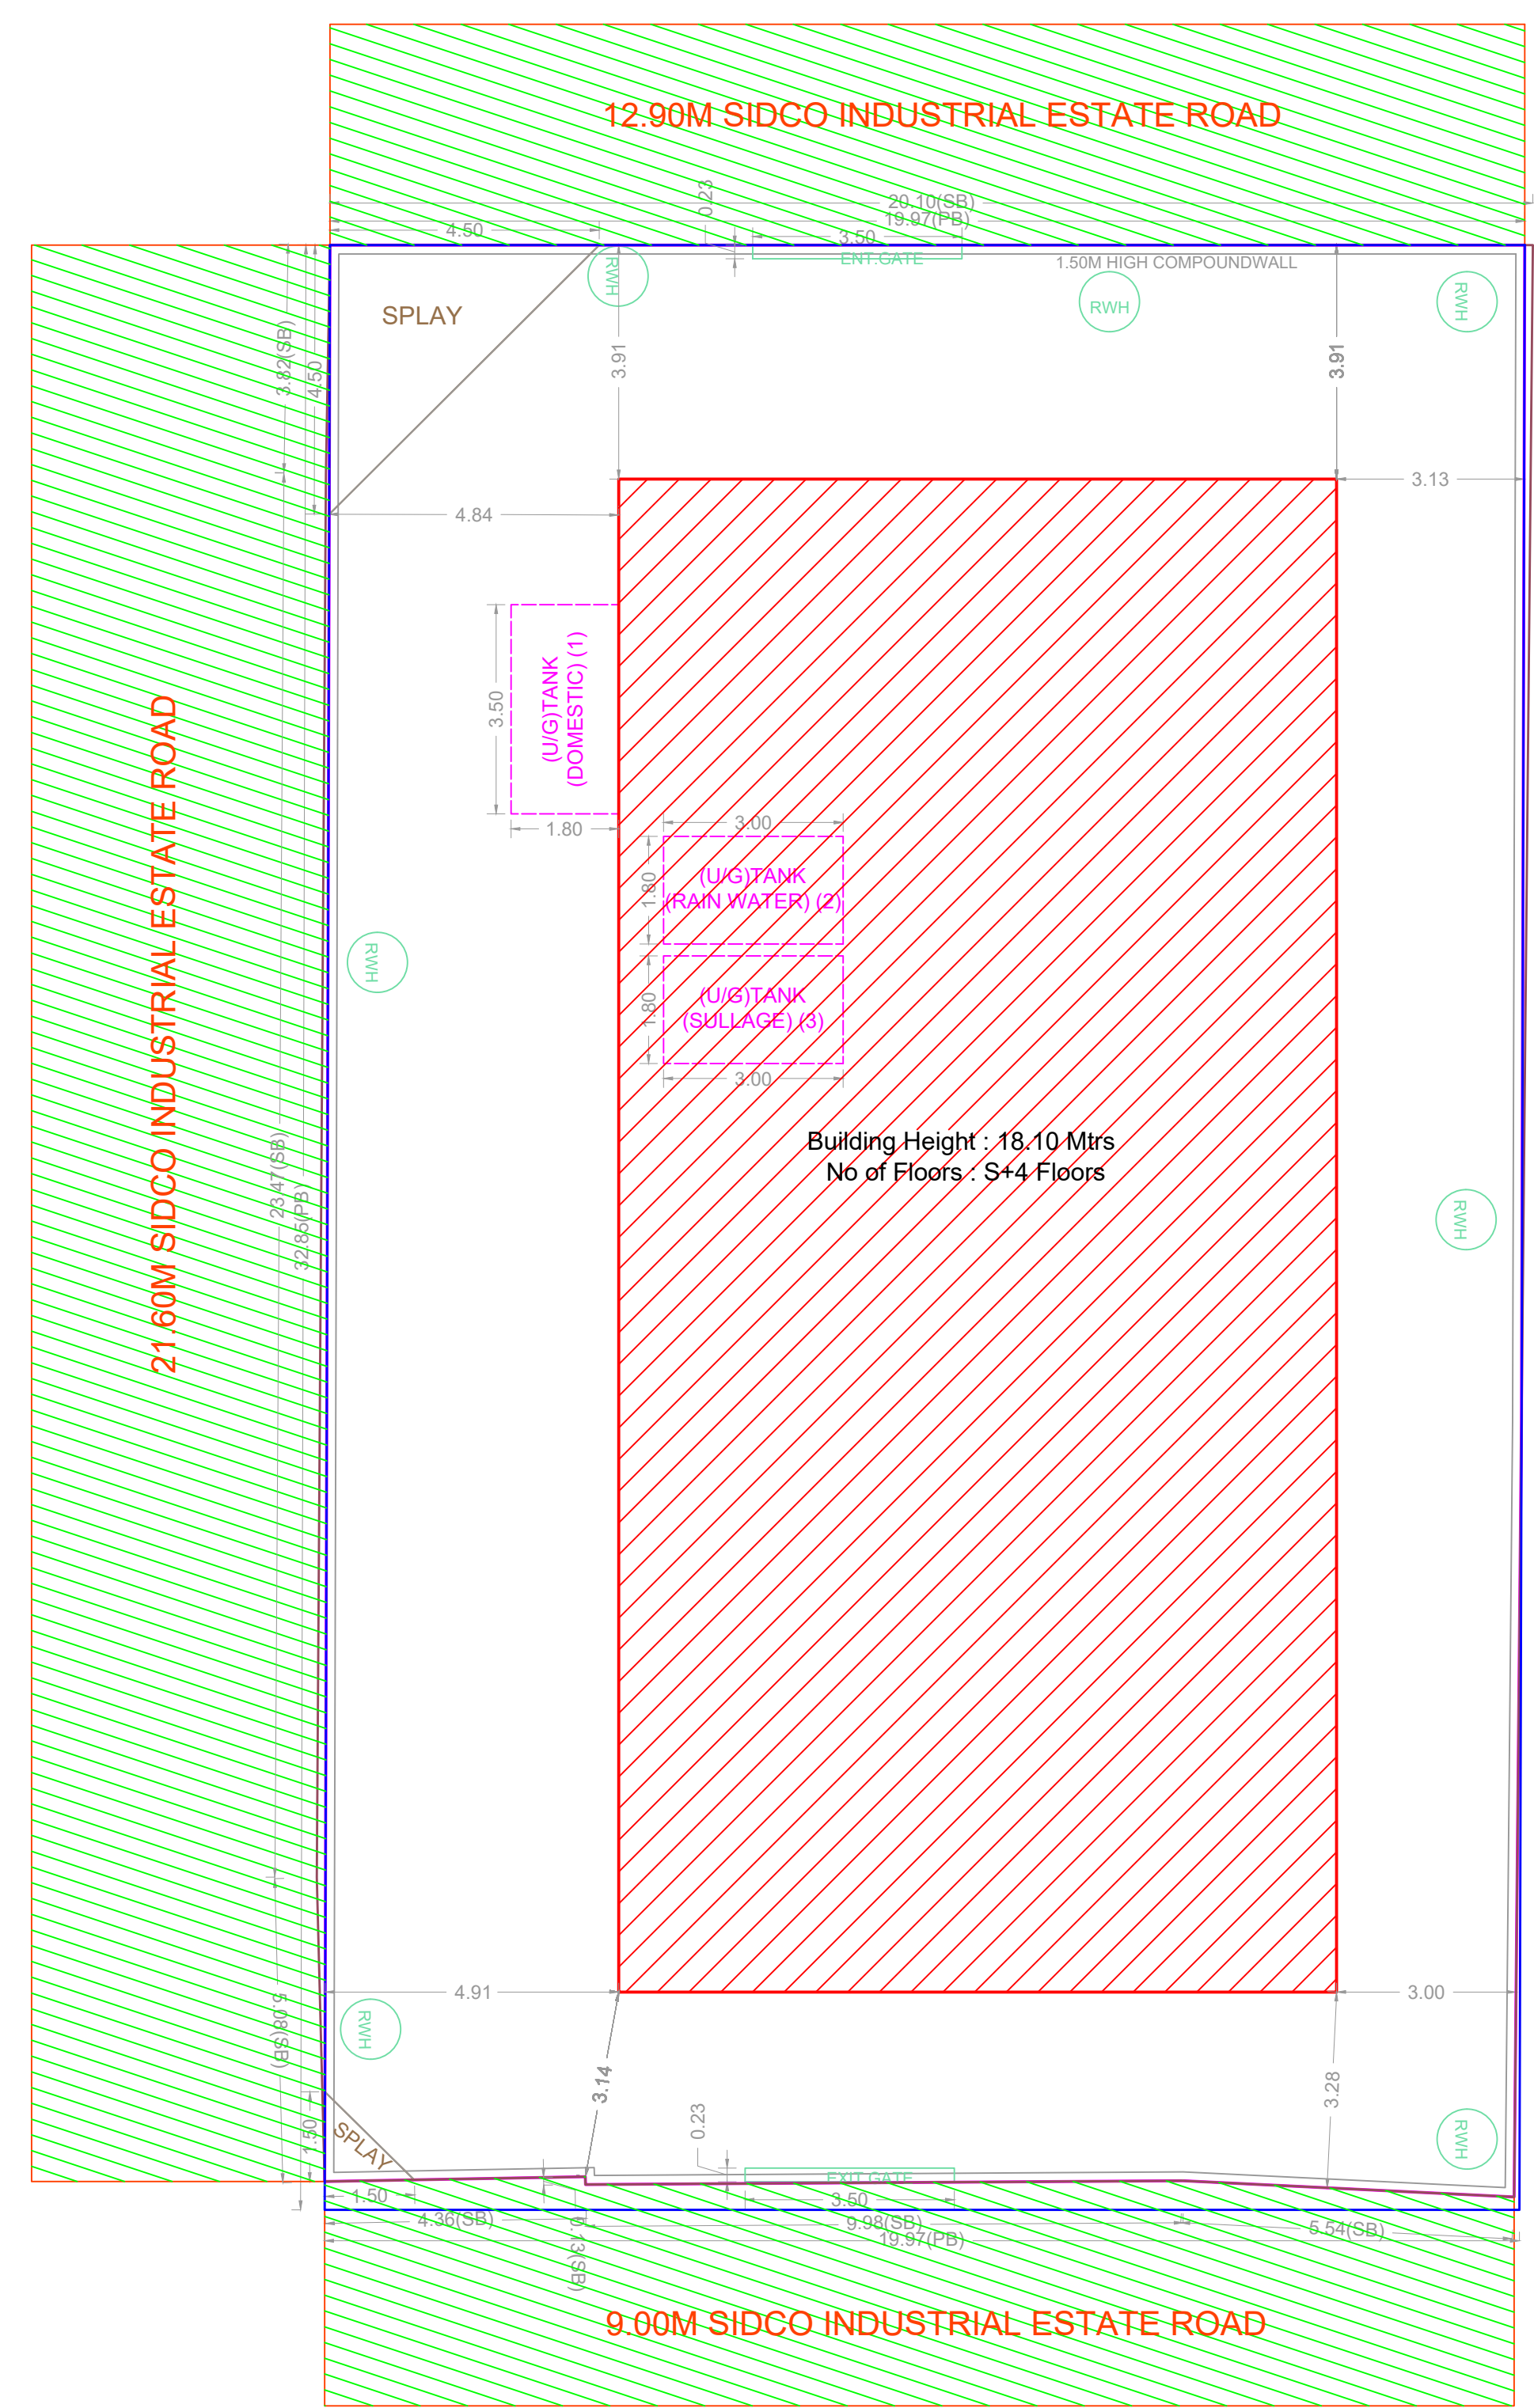 12.90M SIDCO INDUSTRIAL ESTATE ROAD
0.23
20.10(SB)
19.97(PB)
4.50
3.50
ENT.GATE
1.50M HIGH COMPOUNDWALL
RWH
RWH
RWH
SPLAY
3.82(SB)
4.50
3.91
3.91
3.13
4.84
3.50
(U/G)TANK
(DOMESTIC) (1)
1.80
3.00
1.80
(U/G)TANK
(RAIN WATER) (2)
1.80
(U/G)TANK
(SULLAGE) (3)
3.00
RWH
21.60M SIDCO INDUSTRIAL ESTATE ROAD
23.47(SB)
32.85(PB)
Building Height : 18.10 Mtrs
No of Floors : S+4 Floors
RWH
4.91
3.00
5.08(SB)
RWH
3.14
3.28
1.50
SPLAY
0.23
RWH
EXIT.GATE
1.50
3.50
4.36(SB)
0.13(SB)
9.98(SB)
5.54(SB)
19.97(PB)
9.00M SIDCO INDUSTRIAL ESTATE ROAD